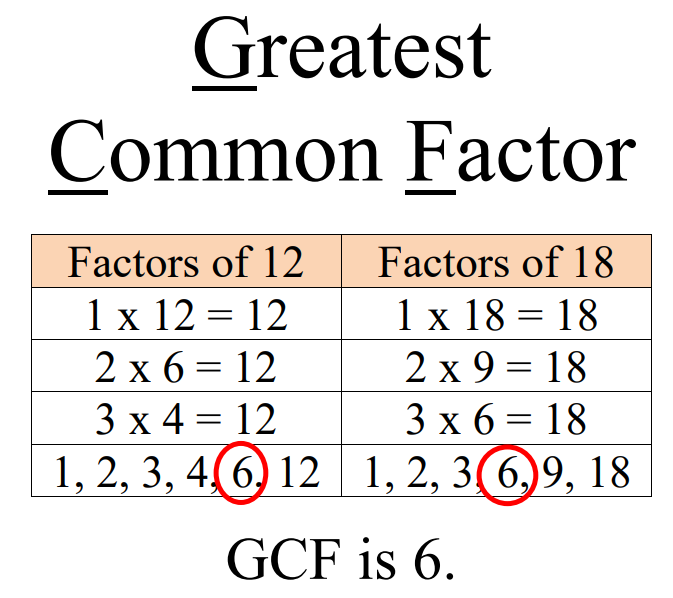 Greatest
Common Factor
Factors of 12 Factors of 18
1 x 12 = 12 1 x 18 = 18
2 x 6 = 12 2 x 9 = 18
3 x 4 = 12 3 x 6 = 18
1, 2, 3, 4, 6, 12 1, 2, 3, 6, 9, 18
GCF is 6.